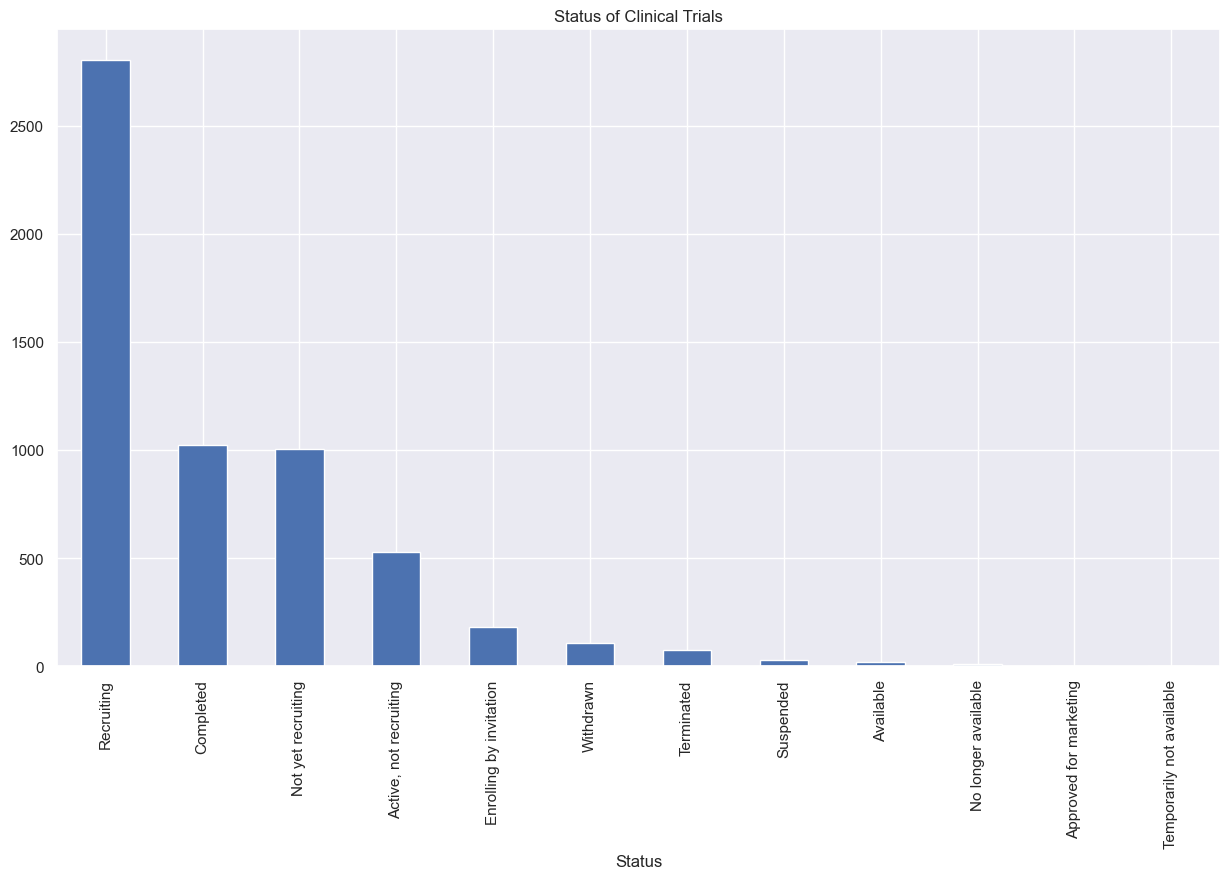 Status of Clinical Trials
2500
2000
1500
1000
500
0
Recruiting
Completed
Not yet recruiting
Active, not recruiting
Enrolling by invitation
Withdrawn
Terminated
Suspended
Available
No longer available
Approved for marketing
Temporarily not available
Status